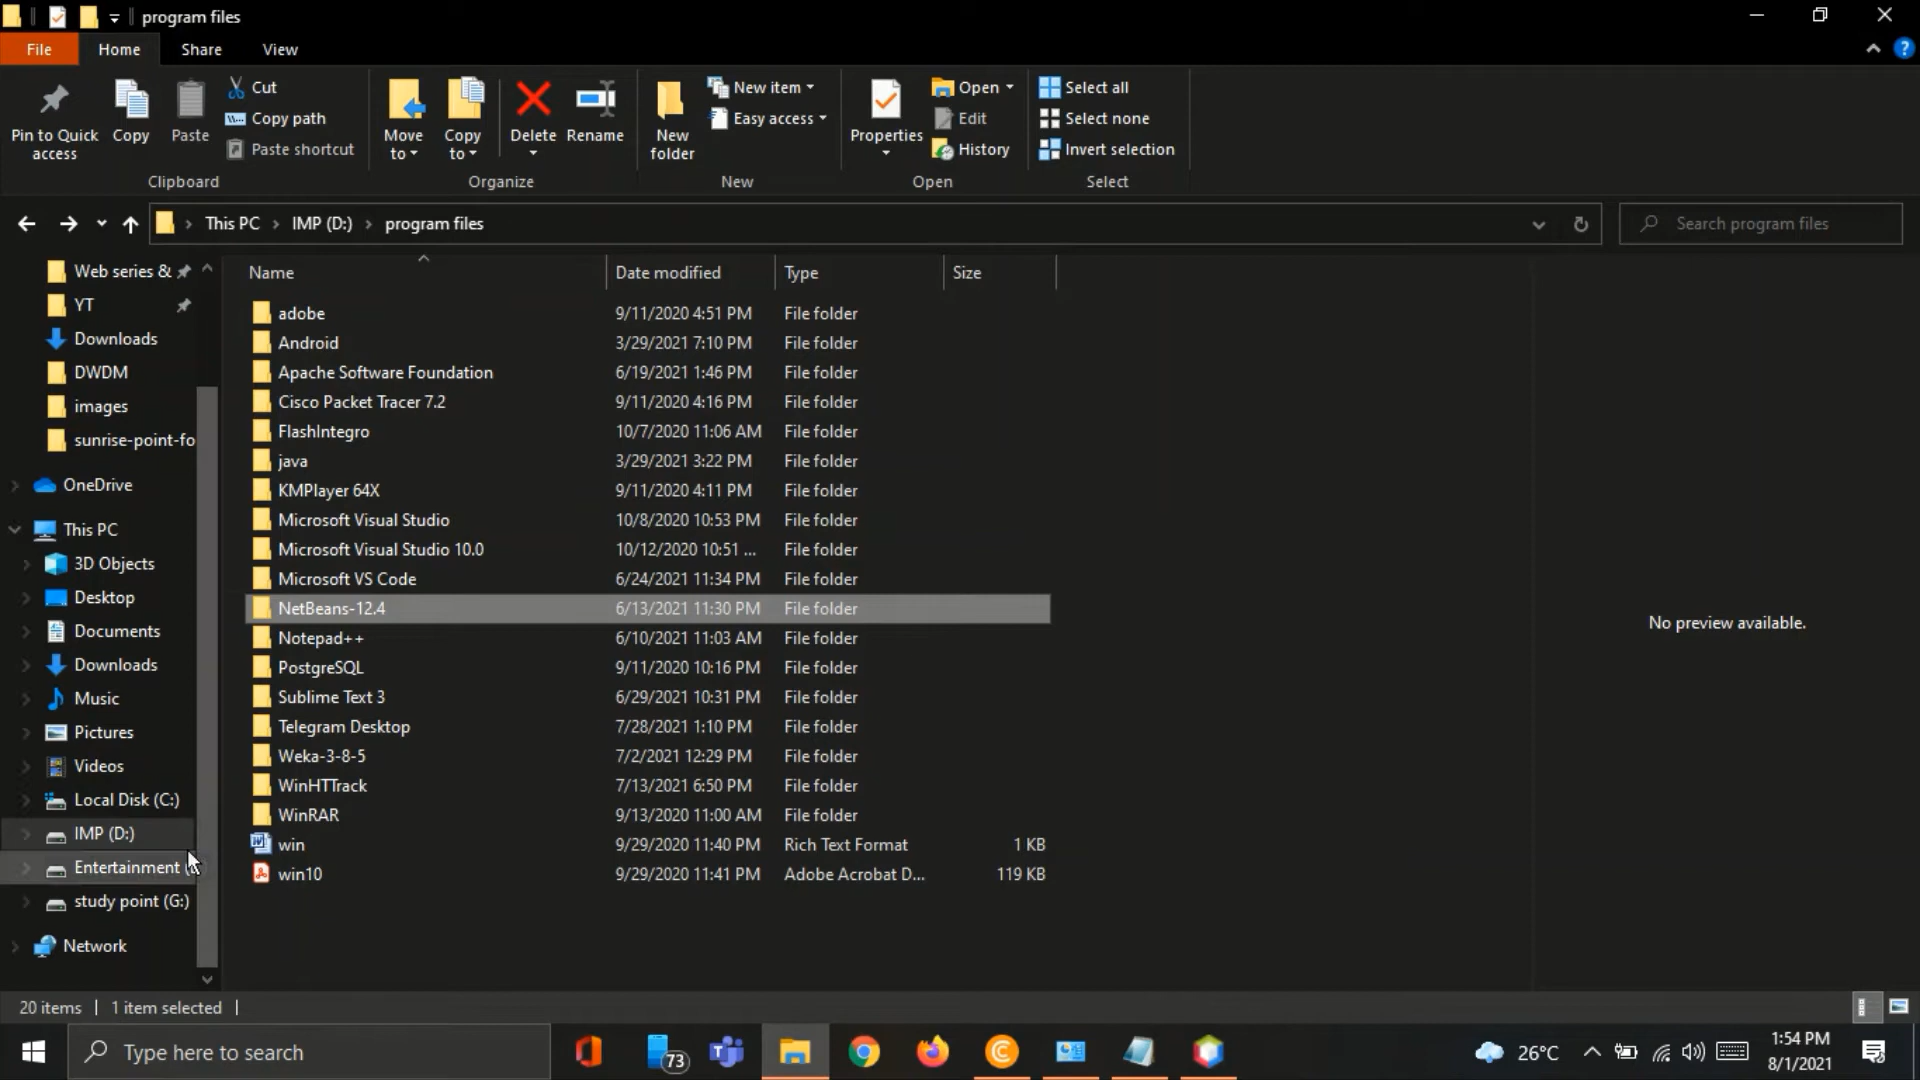 program files
File Home Share View
Pin to Quick access
Copy
Paste
Cut
Copy path
Paste shortcut
Clipboard
Move to
Copy to
Delete
Rename
Organize
New folder
New item
Easy access
New
Properties
Open
Edit
History
Open
Select all
Select none
Invert selection
Select
This PC IMP (D:) program files
Search program files
Web series &
YT
Downloads
DWDM
images
sunrise-point-fo
OneDrive
This PC
3D Objects
Desktop
Documents
Downloads
Music
Pictures
Videos
Local Disk (C:)
IMP (D:)
Entertainment
study point (G:)
Network
Name Date modified Type Size
adobe 9/11/2020 4:51 PM File folder
Android 3/29/2021 7:10 PM File folder
Apache Software Foundation 6/19/2021 1:46 PM File folder
Cisco Packet Tracer 7.2 9/11/2020 4:16 PM File folder
FlashIntegro 10/7/2020 11:06 AM File folder
java 3/29/2021 3:22 PM File folder
KMPlayer 64X 9/11/2020 4:11 PM File folder
Microsoft Visual Studio 10/8/2020 10:53 PM File folder
Microsoft Visual Studio 10.0 10/12/2020 10:51 ... File folder
Microsoft VS Code 6/24/2021 11:34 PM File folder
NetBeans-12.4 6/13/2021 11:30 PM File folder
Notepad++ 6/10/2021 11:03 AM File folder
PostgreSQL 9/11/2020 10:16 PM File folder
Sublime Text 3 6/29/2021 10:31 PM File folder
Telegram Desktop 7/28/2021 1:10 PM File folder
Weka-3-8-5 7/2/2021 12:29 PM File folder
WinHTTrack 7/13/2021 6:50 PM File folder
WinRAR 9/13/2020 11:00 AM File folder
win 9/29/2020 11:40 PM Rich Text Format 1 KB
win10 9/29/2020 11:41 PM Adobe Acrobat D... 119 KB
No preview available.
20 items 1 item selected
Type here to search
73
26°C
1:54 PM
8/1/2021